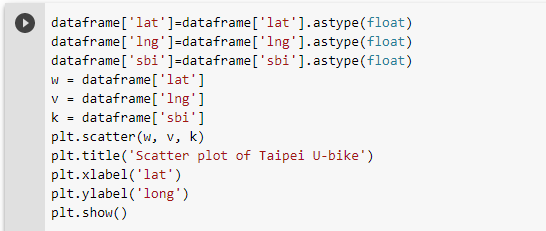 dataframe['lat']=dataframe['lat'].astype(float)
dataframe['lng']=dataframe['lng'].astype(float)
dataframe['sbi']=dataframe['sbi'].astype(float)
w = dataframe['lat']
v = dataframe['lng']
k = dataframe['sbi']
plt.scatter(w, v, k)
plt.title('Scatter plot of Taipei U-bike')
plt.xlabel('lat')
plt.ylabel('long')
plt.show()